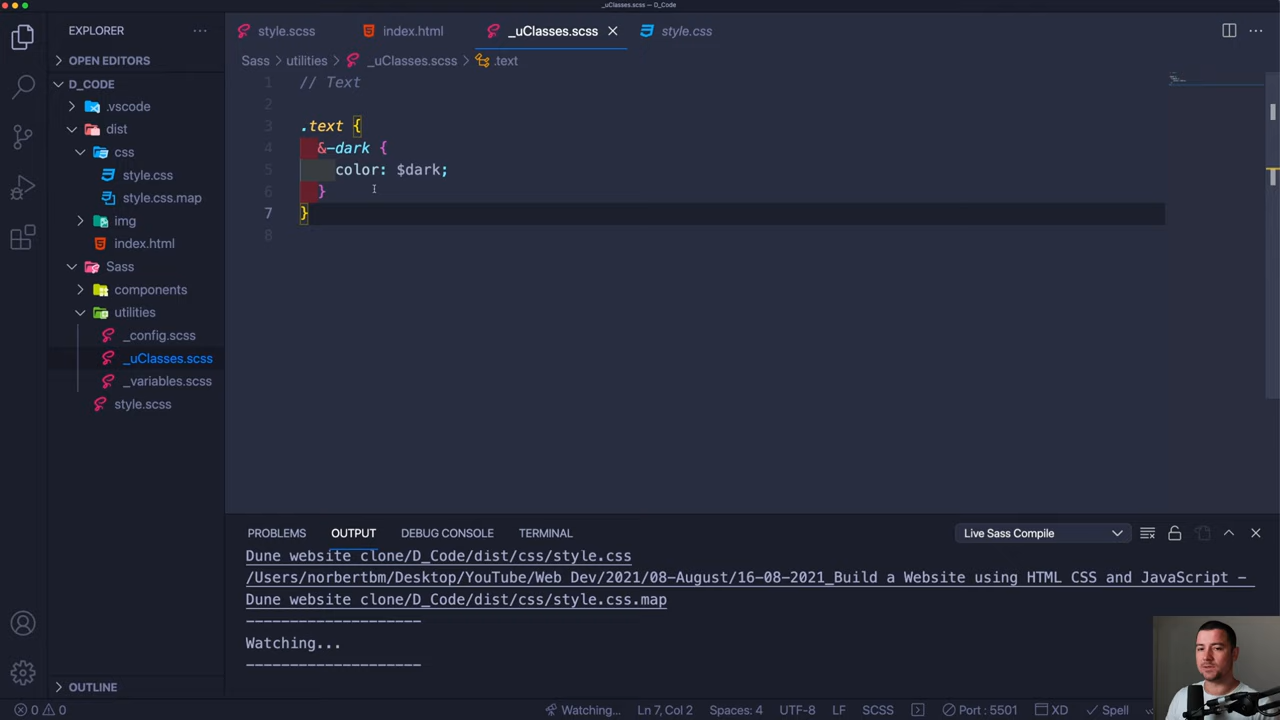 _uClasses.scss — D_Code
EXPLORER
style.scss
index.html
_uClasses.scss
style.css
OPEN EDITORS
Sass > utilities > _uClasses.scss > .text
D_CODE
.vscode
dist
css
style.css
style.css.map
img
index.html
Sass
components
utilities
_config.scss
_uClasses.scss
_variables.scss
style.scss
OUTLINE
1 // Text
2
3 .text {
4 &-dark {
5 color: $dark;
6 }
7 }
8
PROBLEMS OUTPUT DEBUG CONSOLE TERMINAL
Live Sass Compile
Dune website clone/D_Code/dist/css/style.css
/Users/norbertbm/Desktop/YouTube/Web Dev/2021/08-August/16-08-2021_Build a Website using HTML CSS and JavaScript -
Dune website clone/D_Code/dist/css/style.css.map
--------------------
Watching...
--------------------
0 0 Watching... Ln 7, Col 2 Spaces: 4 UTF-8 LF SCSS Port : 5501 XD Spell